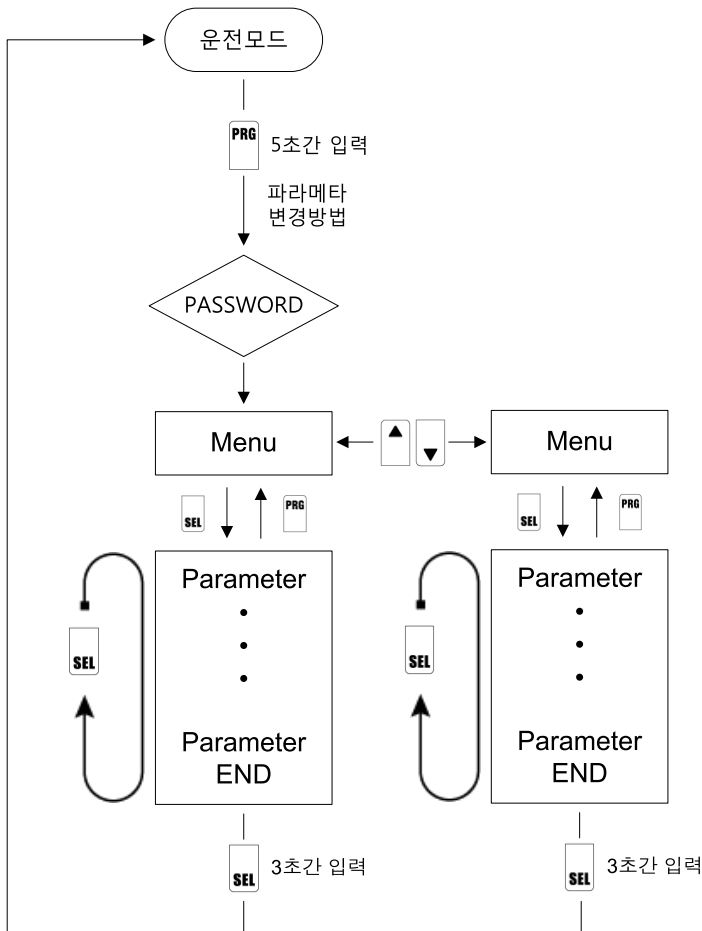 운전모드
PRG
5초간 입력
파라메타
변경방법
PASSWORD
Menu
▲
▼
Menu
SEL
PRG
SEL
PRG
Parameter
•
•
•
Parameter
END
SEL
Parameter
•
•
•
Parameter
END
SEL
SEL
3초간 입력
SEL
3초간 입력